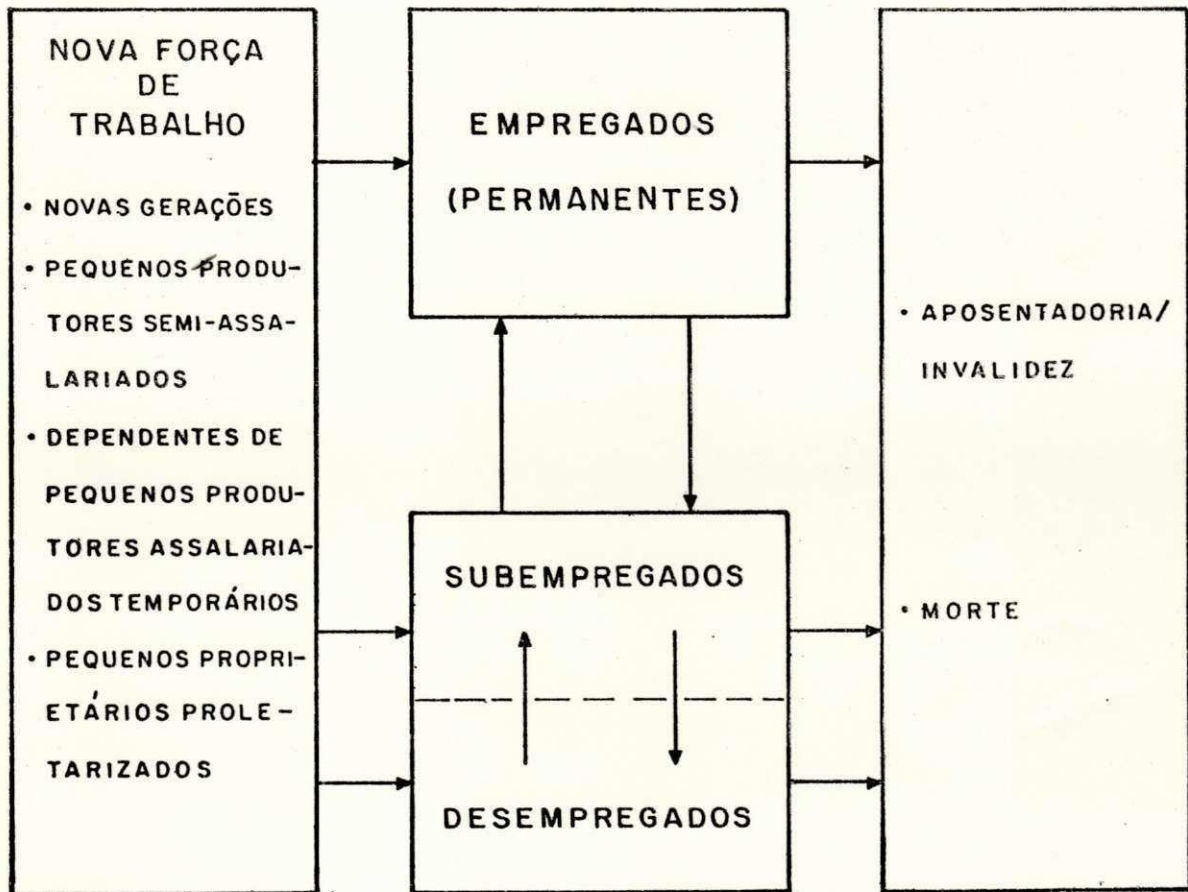 NOVA FORÇA
DE
TRABALHO
• NOVAS GERAÇÕES
• PEQUENOS PRODU-
TORES SEMI-ASSA-
LARIADOS
• DEPENDENTES DE
PEQUENOS PRODU-
TORES ASSALARIA-
DOS TEMPORÁRIOS
• PEQUENOS PROPRI-
ETÁRIOS PROLE-
TARIZADOS
EMPREGADOS
(PERMANENTES)
SUBEMPREGADOS
DESEMPREGADOS
• APOSENTADORIA/
INVALIDEZ
• MORTE